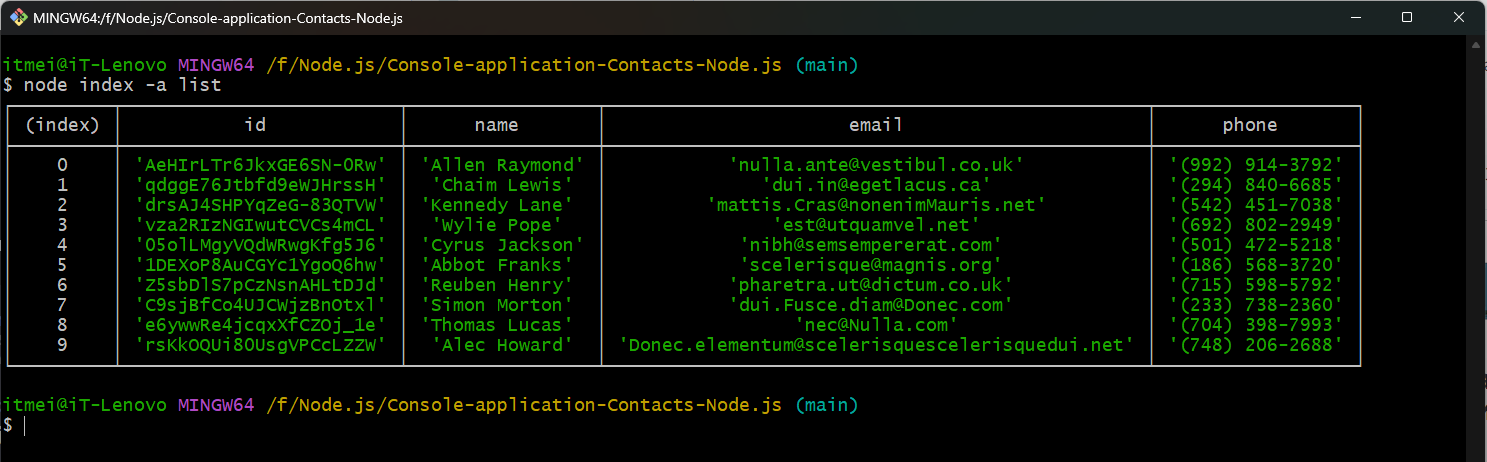 MINGW64:/f/Node.js/Console-application-Contacts-Node.js
itmei@iT-Lenovo MINGW64 /f/Node.js/Console-application-Contacts-Node.js (main)
$ node index -a list
(index) id name email phone
0 'AeHIrLTr6JkxGE6SN-0Rw' 'Allen Raymond' 'nulla.ante@vestibul.co.uk' '(992) 914-3792'
1 'qdggE76Jtbfd9eWJHrssH' 'Chaim Lewis' 'dui.in@egetlacus.ca' '(294) 840-6685'
2 'drsAJ4SHPYqZeG-83QTVW' 'Kennedy Lane' 'mattis.Cras@nonenimMauris.net' '(542) 451-7038'
3 'vza2RIzNGIwutCVCs4mCL' 'Wylie Pope' 'est@utquamvel.net' '(692) 802-2949'
4 '05olLMgyVQdWRwgKfg5J6' 'Cyrus Jackson' 'nibh@semsempererat.com' '(501) 472-5218'
5 '1DEXoP8AuCGYc1YgoQ6hw' 'Abbot Franks' 'scelerisque@magnis.org' '(186) 568-3720'
6 'Z5sbDlS7pCzNsnAHLtDJd' 'Reuben Henry' 'pharetra.ut@dictum.co.uk' '(715) 598-5792'
7 'C9sjBfCo4UJCWjzBnOtxl' 'Simon Morton' 'dui.Fusce.diam@Donec.com' '(233) 738-2360'
8 'e6ywwRe4jcqxXfCZOj_1e' 'Thomas Lucas' 'nec@Nulla.com' '(704) 398-7993'
9 'rsKkOQUi80UsgVPCcLZZW' 'Alec Howard' 'Donec.elementum@scelerisquescelerisquedui.net' '(748) 206-2688'
itmei@iT-Lenovo MINGW64 /f/Node.js/Console-application-Contacts-Node.js (main)
$